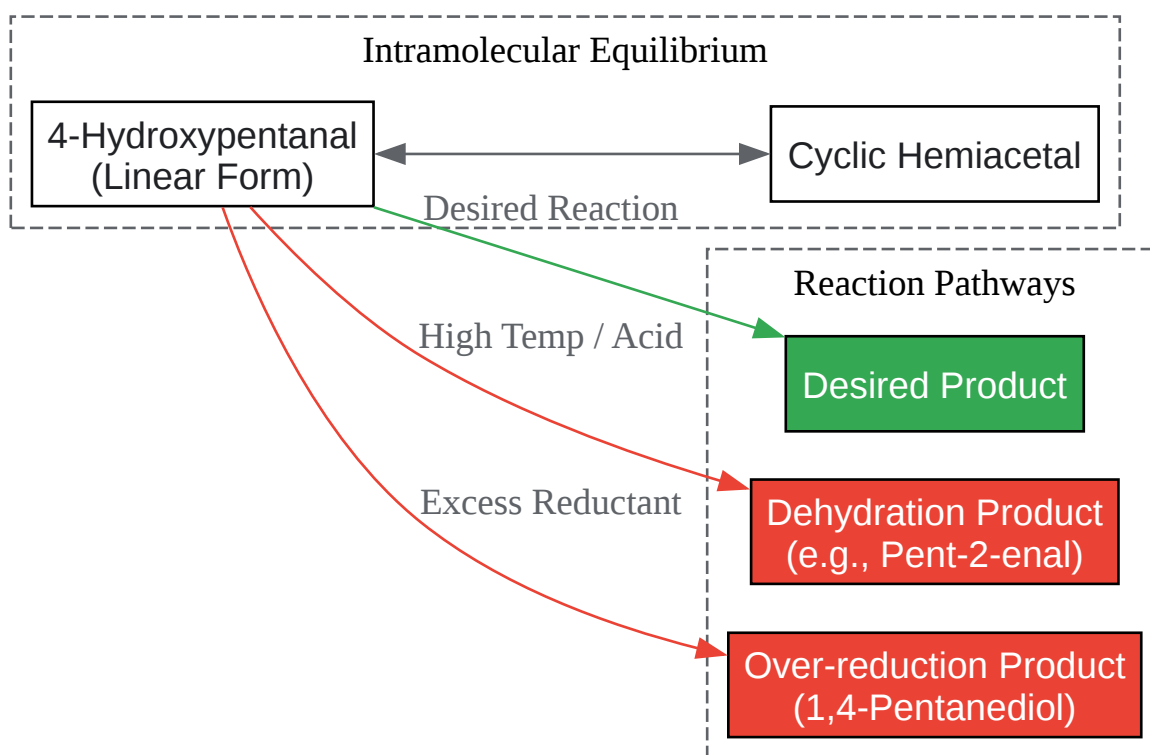 Intramolecular Equilibrium
4-Hydroxypentanal
(Linear Form)
Cyclic Hemiacetal
Desired Reaction
Reaction Pathways
High Temp / Acid
Desired Product
Excess Reductant
Dehydration Product
(e.g., Pent-2-enal)
Over-reduction Product
(1,4-Pentanediol)